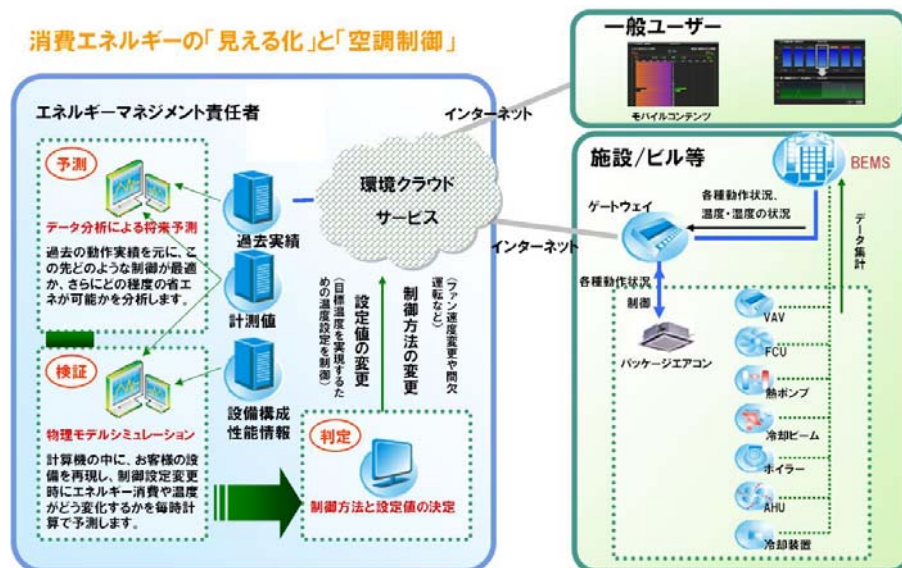 消費エネルギーの「見える化」と「空調制御」
エネルギーマネジメント責任者
予測
データ分析による将来予測
過去の動作実績を元に、こ
の先どのような制御が最適
か、さらにどの程度の省エ
ネが可能かを分析します。
検証
物理モデルシミュレーション
計算機の中に、お客様の設
備を再現し、制御設定変更
時にエネルギー消費や温度
がどう変化するかを毎時計
算で予測します。
過去実績
計測値
設備構成
性能情報
判定
制御方法と設定値の決定
設定値の変更
(目標温度を実現するた
めの温度設定を制御)
制御方法の変更
(ファン速度変更や間欠
運転など)
環境クラウド
サービス
インターネット
インターネット
一般ユーザー
モバイルコンテンツ
施設/ビル等
BEMS
各種動作状況、
温度・湿度の状況
ゲートウェイ
データ集計
各種動作状況
制御
パッケージエアコン
VAV
FCU
熱ポンプ
冷却ビーム
ボイラー
AHU
冷却装置